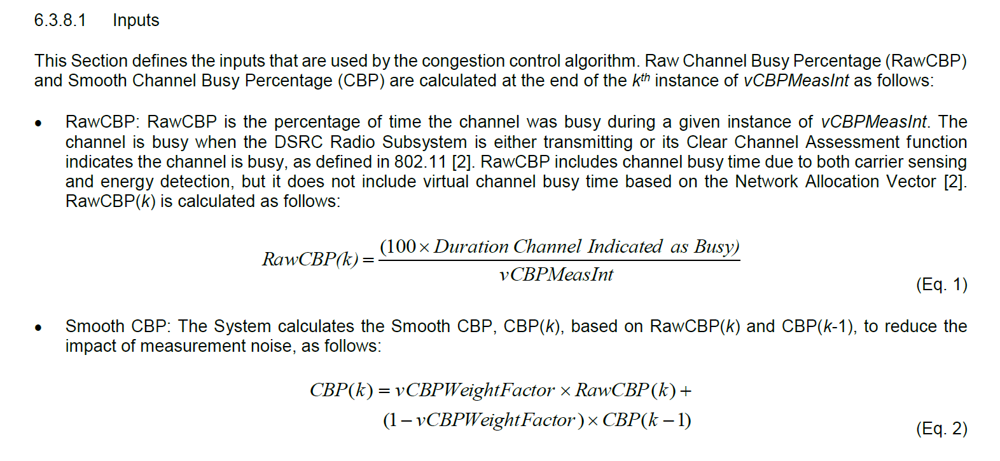 6.3.8.1 Inputs
This Section defines the inputs that are used by the congestion control algorithm. Raw Channel Busy Percentage (RawCBP)
and Smooth Channel Busy Percentage (CBP) are calculated at the end of the kth instance of vCBPMeasInt as follows:
• RawCBP: RawCBP is the percentage of time the channel was busy during a given instance of vCBPMeasInt. The
channel is busy when the DSRC Radio Subsystem is either transmitting or its Clear Channel Assessment function
indicates the channel is busy, as defined in 802.11 [2]. RawCBP includes channel busy time due to both carrier sensing
and energy detection, but it does not include virtual channel busy time based on the Network Allocation Vector [2].
RawCBP(k) is calculated as follows:
(100 × Duration Channel Indicated as Busy)
RawCBP(k) =
vCBPMeasInt
(Eq. 1)
• Smooth CBP: The System calculates the Smooth CBP, CBP(k), based on RawCBP(k) and CBP(k-1), to reduce the
impact of measurement noise, as follows:
CBP(k) = vCBPWeightFactor × RawCBP(k) +
(1 − vCBPWeightFactor) × CBP(k − 1)
(Eq. 2)